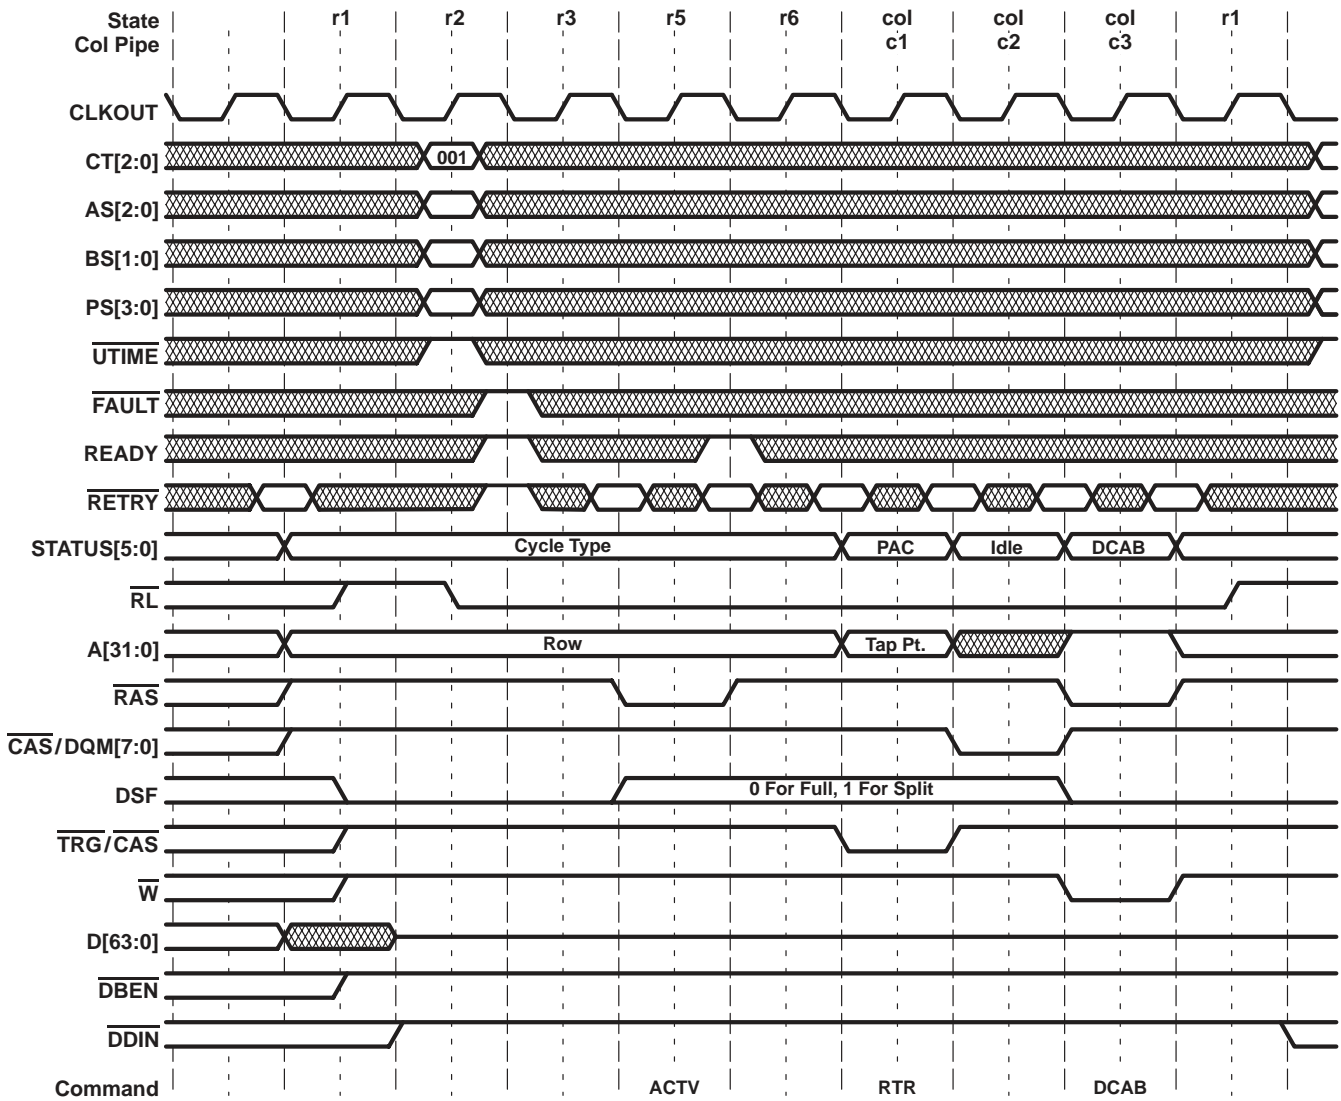 State r1 r2 r3 r5 r6 col col col r1
Col Pipe c1 c2 c3
CLKOUT
CT[2:0] 001
AS[2:0]
BS[1:0]
PS[3:0]
UTIME
FAULT
READY
RETRY
STATUS[5:0] Cycle Type PAC Idle DCAB
RL
A[31:0] Row Tap Pt.
RAS
CAS/DQM[7:0]
DSF 0 For Full, 1 For Split
TRG/CAS
W
D[63:0]
DBEN
DDIN
Command ACTV RTR DCAB